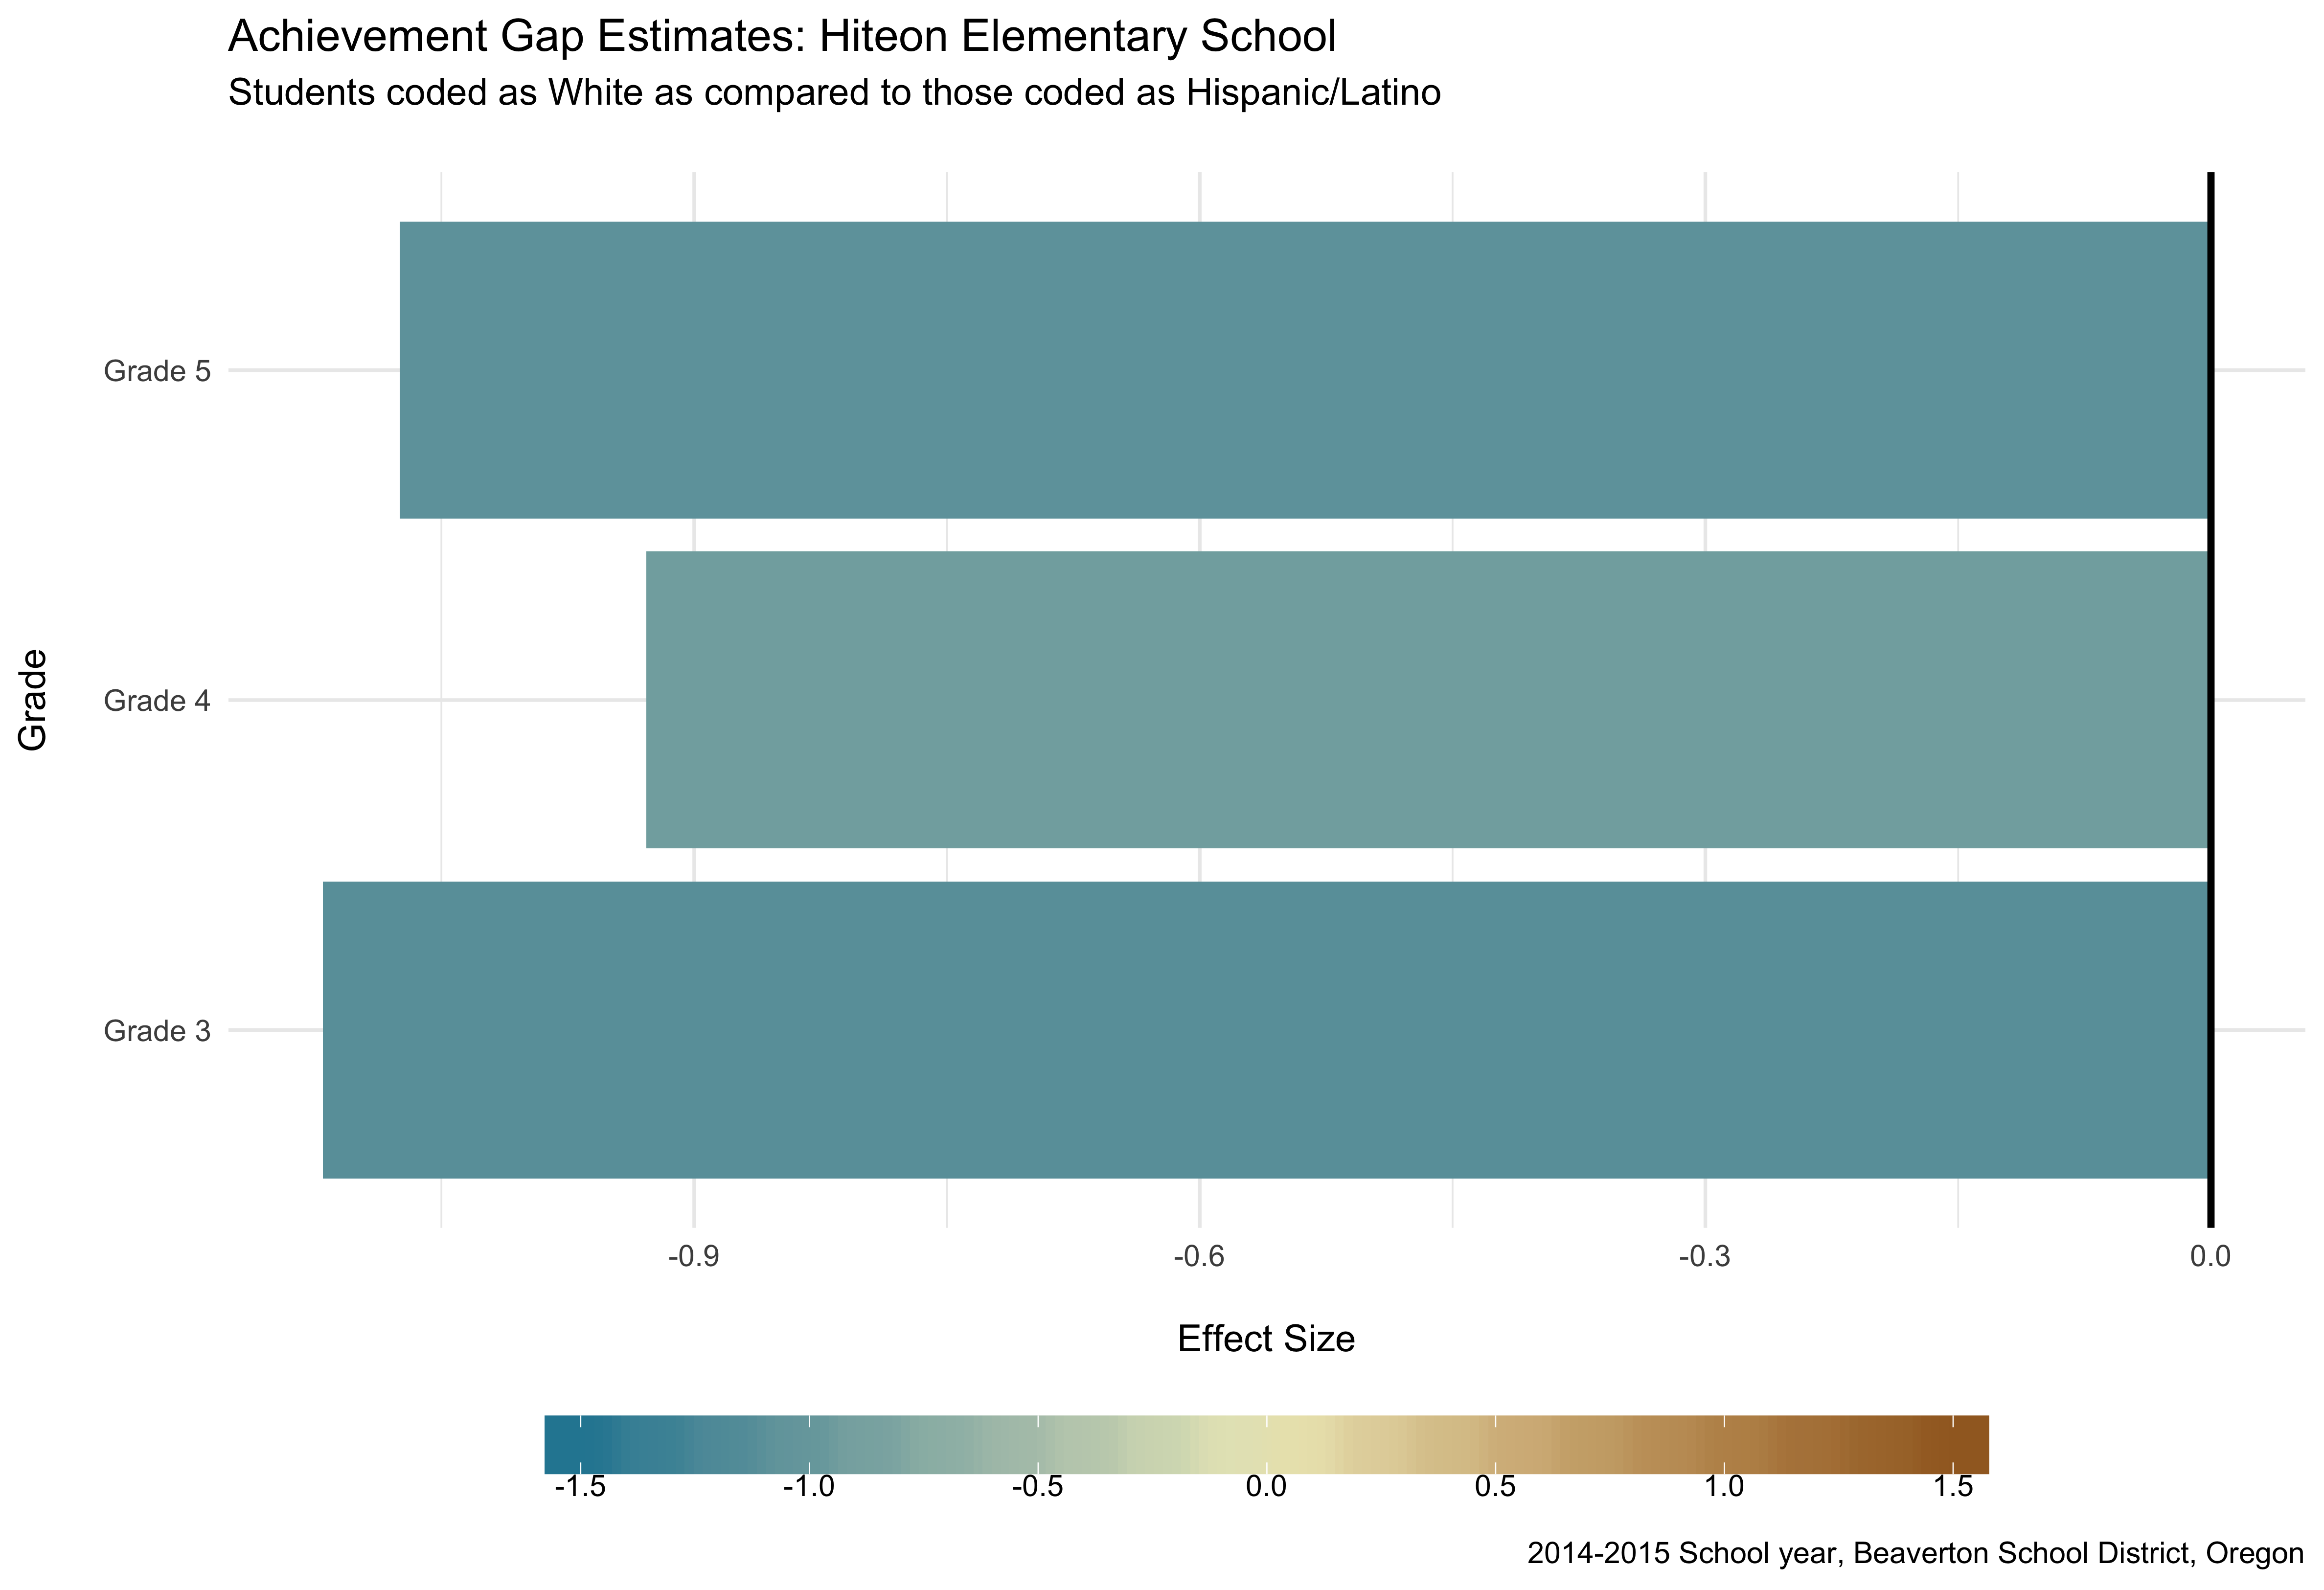 Achievement Gap Estimates: Hiteon Elementary School
Students coded as White as compared to those coded as Hispanic/Latino
Grade
Grade 5
Grade 4
Grade 3
-0.9 -0.6 -0.3 0.0
Effect Size
-1.5 -1.0 -0.5 0.0 0.5 1.0 1.5
2014-2015 School year, Beaverton School District, Oregon